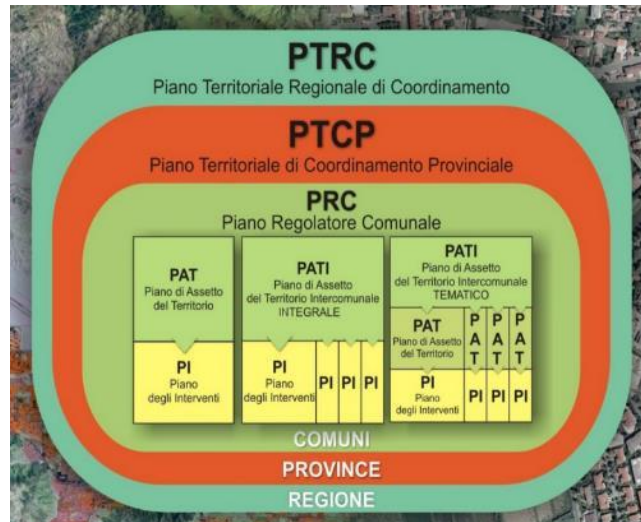 PTRC
Piano Territoriale Regionale di Coordinamento
PTCP
Piano Territoriale di Coordinamento Provinciale
PRC
Piano Regolatore Comunale
PAT
Piano di Assetto
del Territorio
PI
Piano
degli Interventi
PATI
Piano di Assetto
del Territorio Intercomunale
INTEGRALE
PI
Piano
degli Interventi
PI PI PI
PATI
Piano di Assetto
del Territorio Intercomunale
TEMATICO
PAT
Piano di Assetto
del Territorio
PAT PAT PAT
PI
Piano
degli Interventi
PI PI PI
COMUNI
PROVINCE
REGIONE